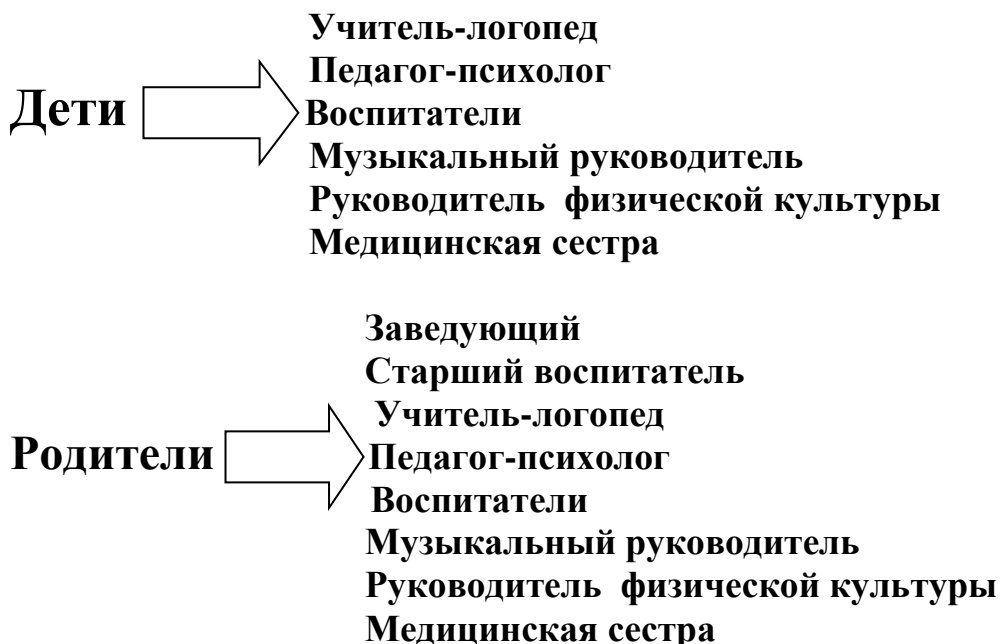 Учитель-логопед
Педагог-психолог
Дети Воспитатели
Музыкальный руководитель
Руководитель  физической культуры
Медицинская сестра
Заведующий
Старший воспитатель
Учитель-логопед
Родители Педагог-психолог
Воспитатели
Музыкальный руководитель
Руководитель  физической культуры
Медицинская сестра